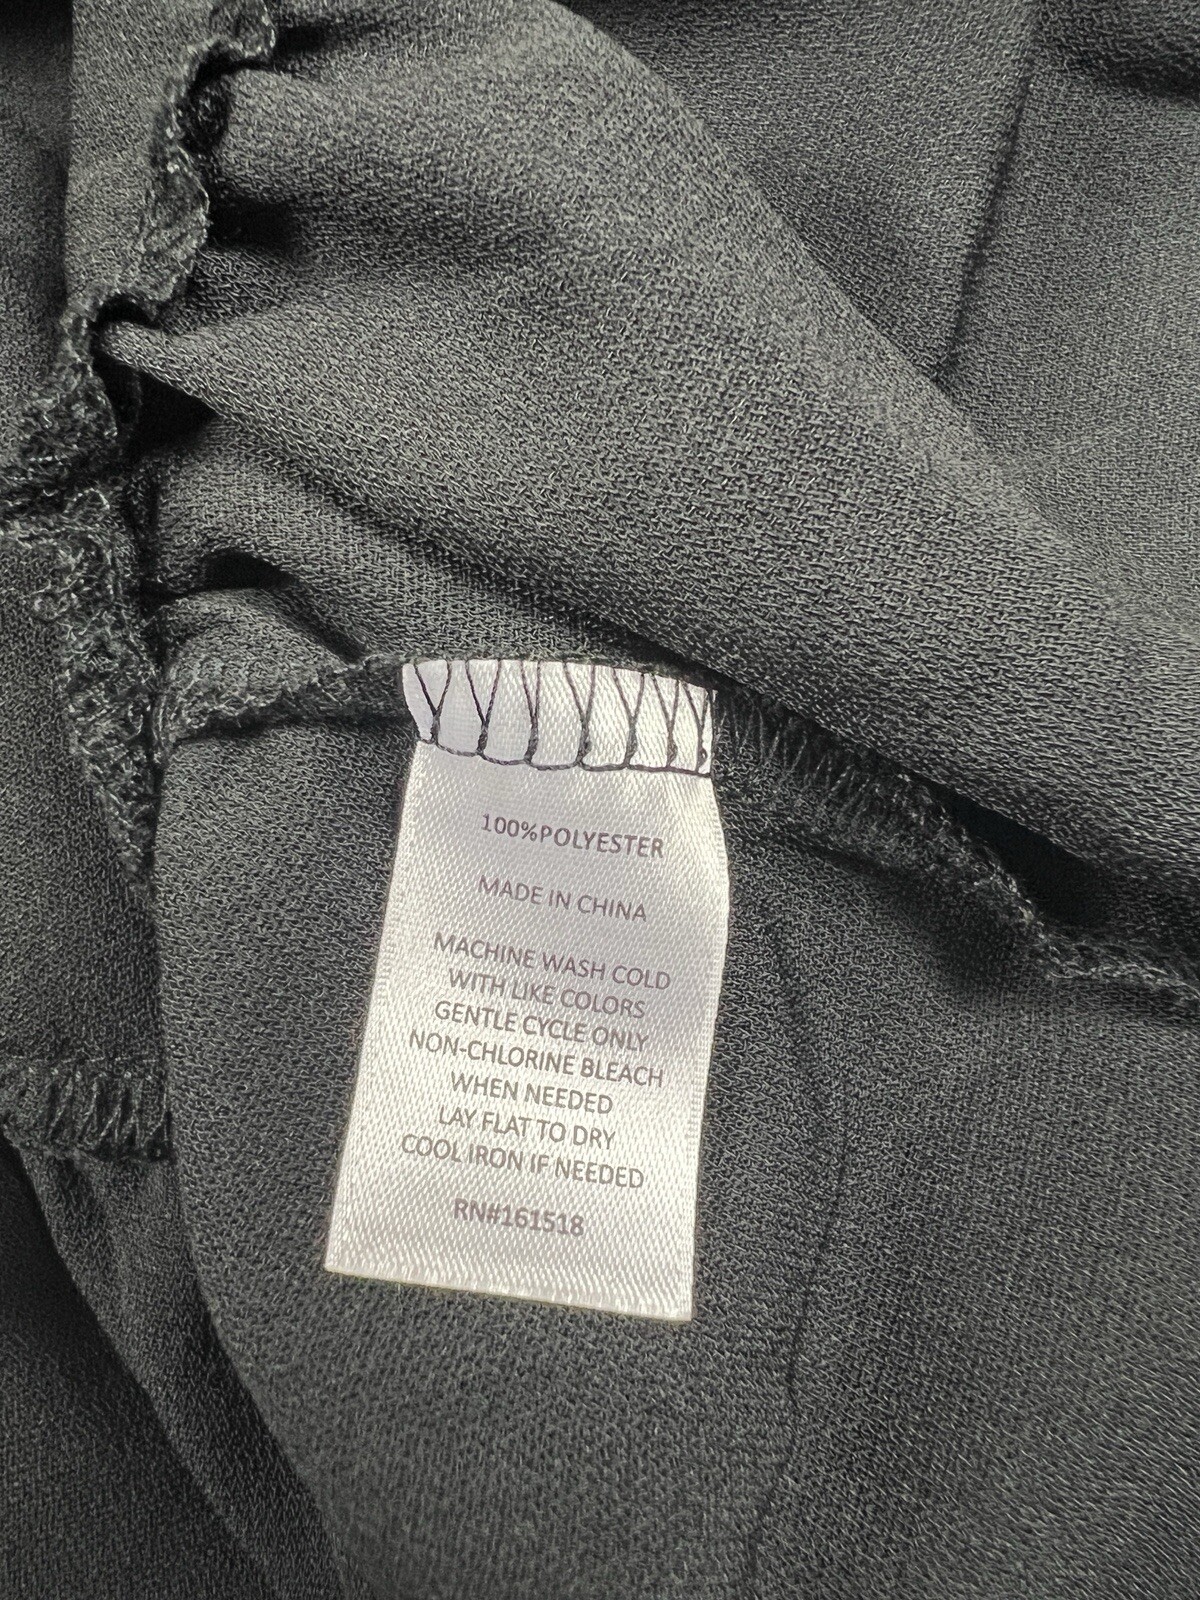 100%POLYESTER
MADE IN CHINA
MACHINE WASH COLD
WITH LIKE COLORS
GENTLE CYCLE ONLY
NON-CHLORINE BLEACH
WHEN NEEDED
LAY FLAT TO DRY
COOL IRON IF NEEDED
RN#161518